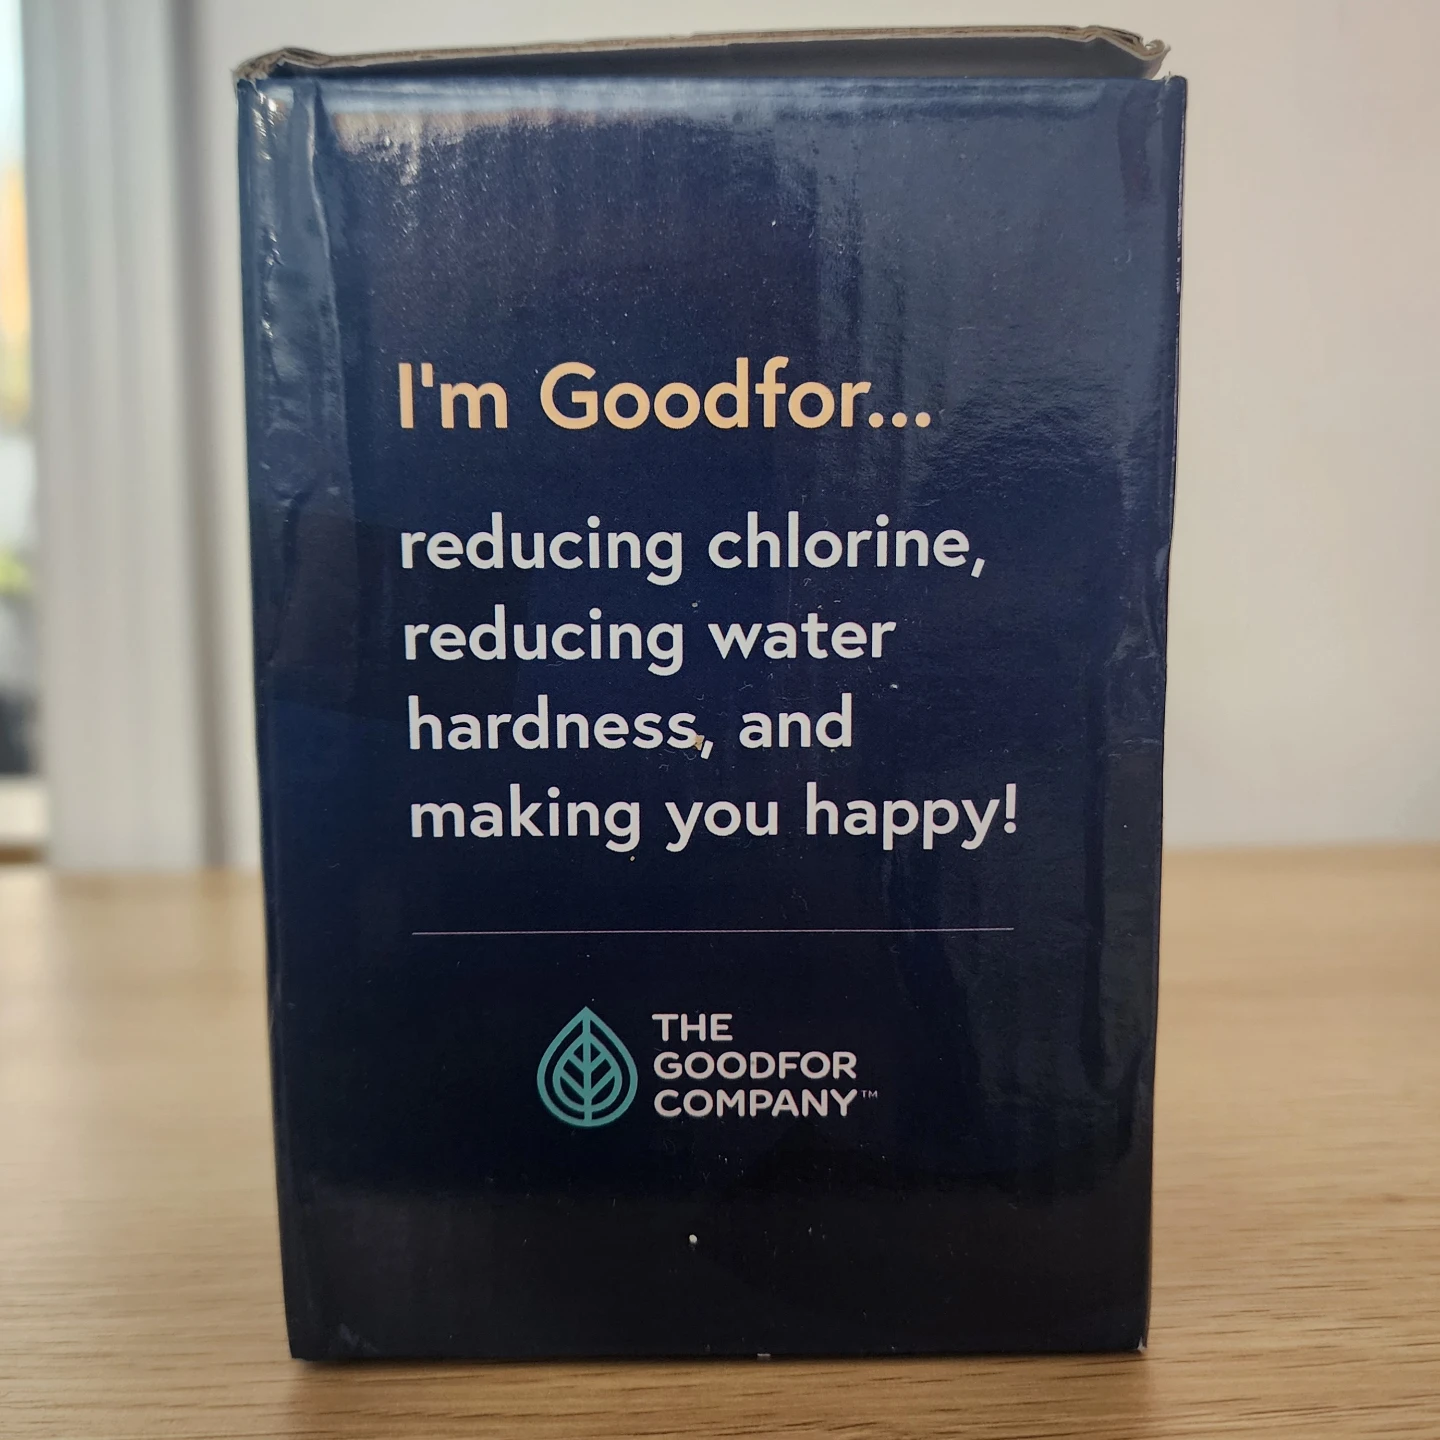 I'm Goodfor...
reducing chlorine,
reducing water
hardness, and
making you happy!
THE
GOODFOR
COMPANY™